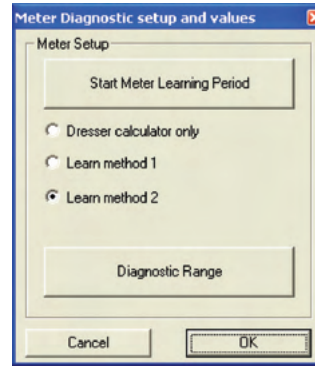 Meter Diagnostic setup and values
Meter Setup
Start Meter Learning Period
Dresser calculator only
Learn method 1
Learn method 2
Diagnostic Range
Cancel
OK